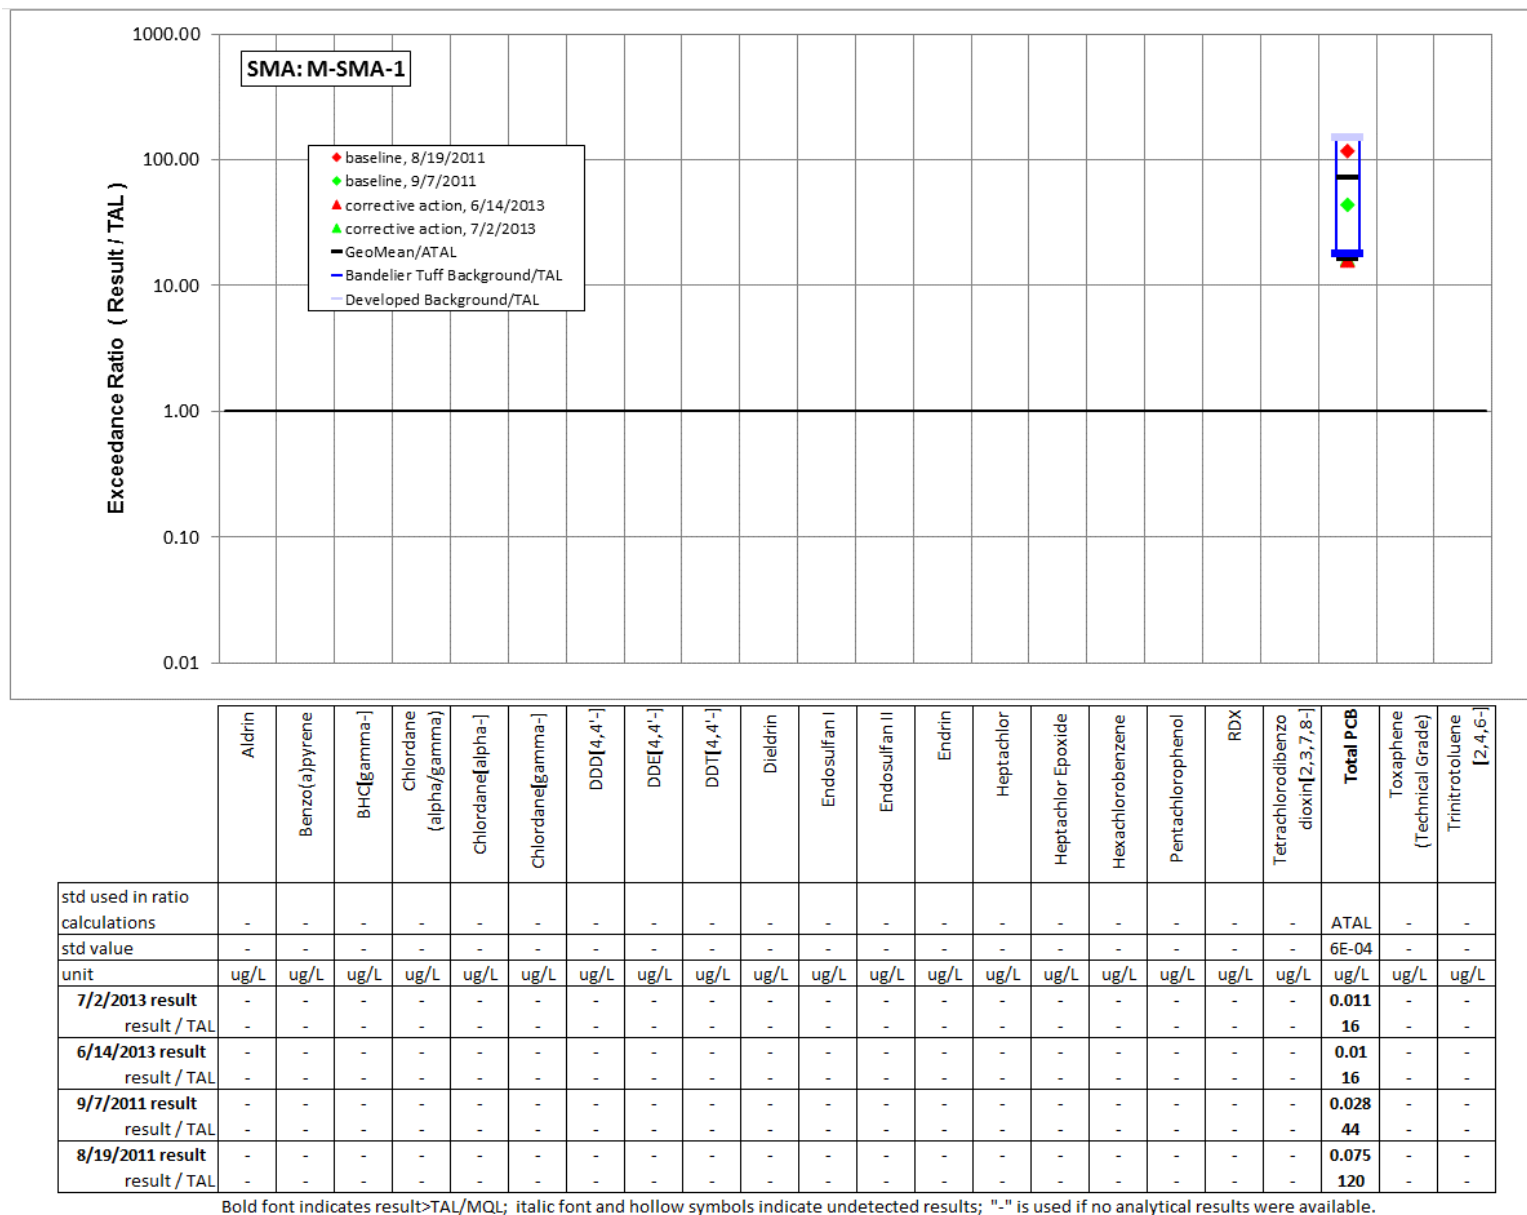 1000.00
SMA: M-SMA-1
100.00
10.00
1.00
0.10
0.01
Exceedance Ratio ( Result / TAL )
baseline, 8/19/2011
baseline, 9/7/2011
corrective action, 6/14/2013
corrective action, 7/2/2013
GeoMean/ATAL
Bandelier Tuff Background/TAL
Developed Background/TAL
Aldrin
Benzo(a)pyrene
BHC[gamma-]
Chlordane
(alpha/gamma)
Chlordane[alpha-]
Chlordane[gamma-]
DDD[4,4'-]
DDE[4,4'-]
DDT[4,4'-]
Dieldrin
Endosulfan I
Endosulfan II
Endrin
Heptachlor
Heptachlor Epoxide
Hexachlorobenzene
Pentachlorophenol
RDX
Tetrachlorodibenzo
dioxin[2,3,7,8-]
Total PCB
Toxaphene
(Technical Grade)
Trinitrotoluene
[2,4,6-]
std used in ratio
calculations - - - - - - - - - - - - - - - - - - - ATAL - -
std value - - - - - - - - - - - - - - - - - - - 6E-04 - -
unit ug/L ug/L ug/L ug/L ug/L ug/L ug/L ug/L ug/L ug/L ug/L ug/L ug/L ug/L ug/L ug/L ug/L ug/L ug/L ug/L ug/L ug/L
7/2/2013 result - - - - - - - - - - - - - - - - - - - 0.011 - -
result / TAL - - - - - - - - - - - - - - - - - - - 16 - -
6/14/2013 result - - - - - - - - - - - - - - - - - - - 0.01 - -
result / TAL - - - - - - - - - - - - - - - - - - - 16 - -
9/7/2011 result - - - - - - - - - - - - - - - - - - - 0.028 - -
result / TAL - - - - - - - - - - - - - - - - - - - 44 - -
8/19/2011 result - - - - - - - - - - - - - - - - - - - 0.075 - -
result / TAL - - - - - - - - - - - - - - - - - - - 120 - -
Bold font indicates result>TAL/MQL; italic font and hollow symbols indicate undetected results; "-" is used if no analytical results were available.